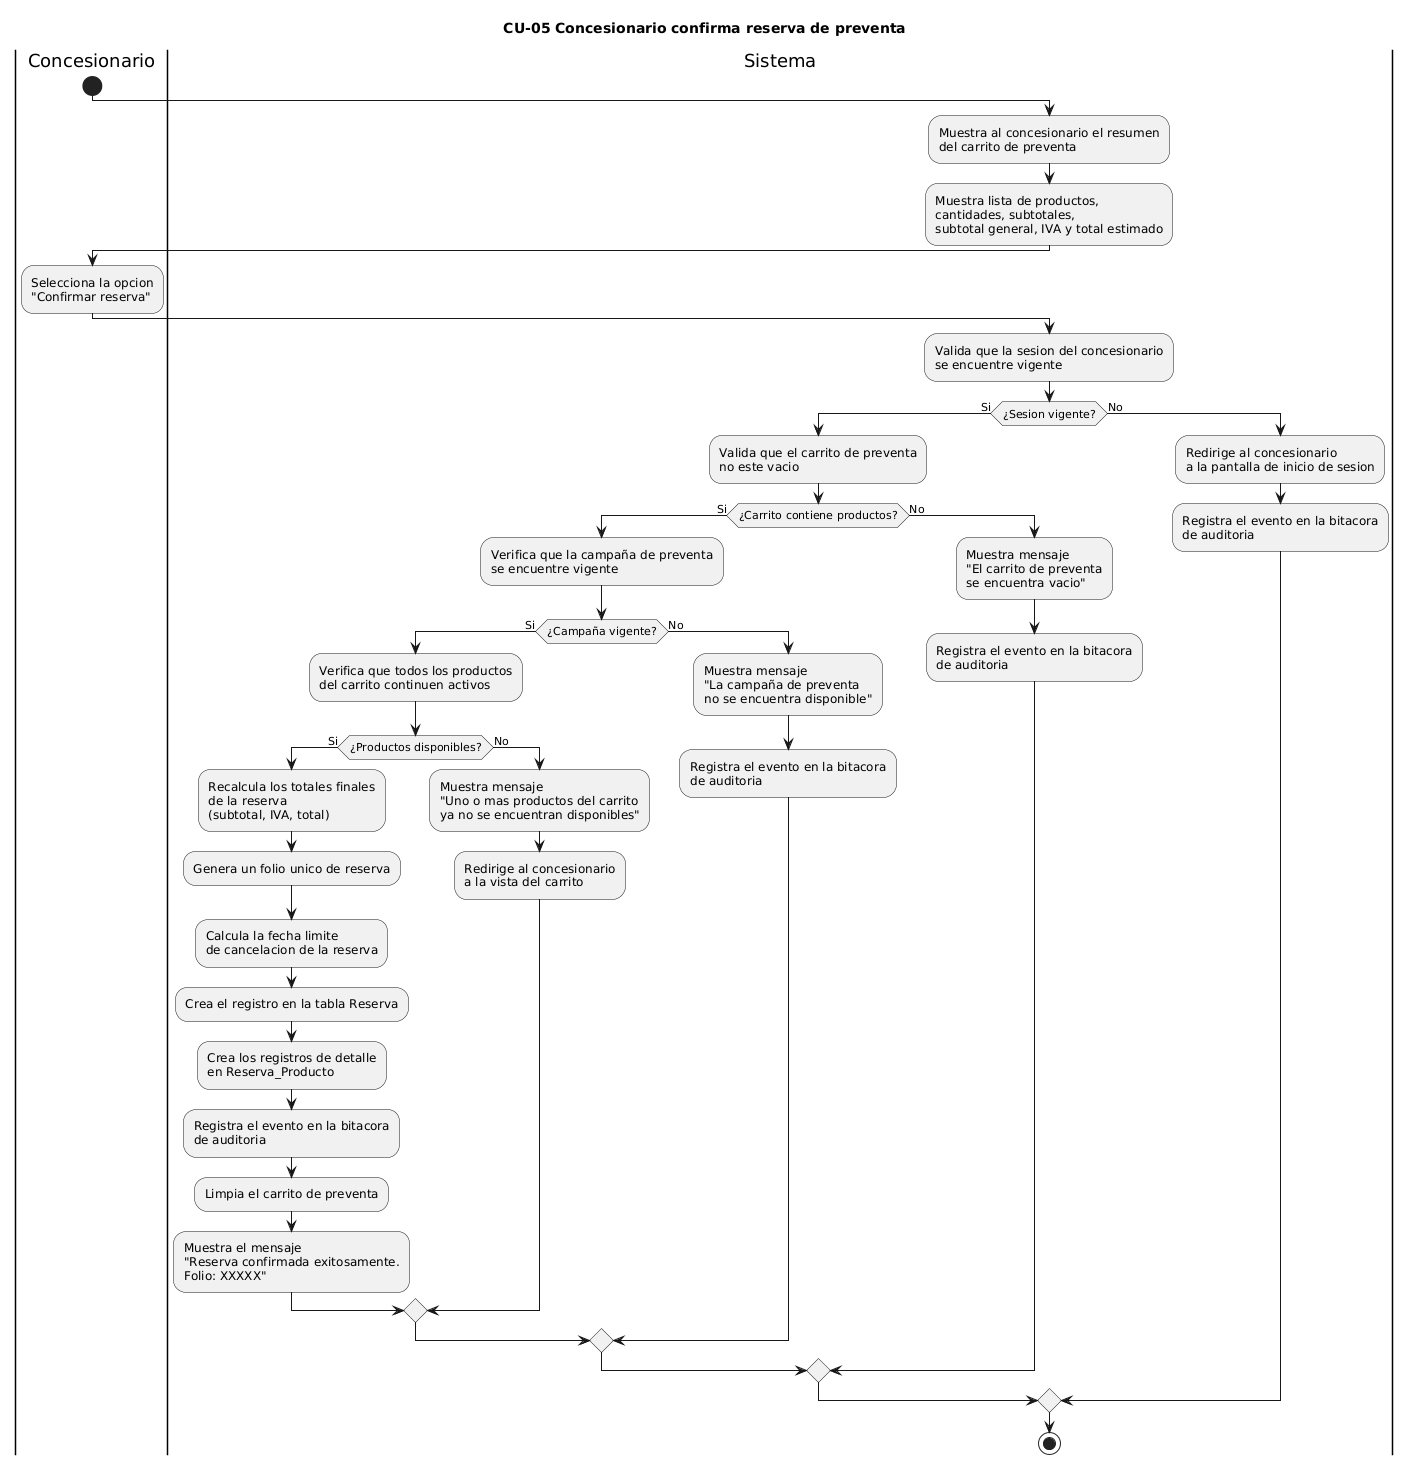 CU-05 Concesionario confirma reserva de preventa
Concesionario
Sistema
Muestra al concesionario el resumen
del carrito de preventa
Muestra lista de productos,
cantidades, subtotales,
subtotal general, IVA y total estimado
Selecciona la opcion
"Confirmar reserva"
Valida que la sesion del concesionario
se encuentre vigente
Si
¿Sesion vigente?
No
Valida que el carrito de preventa
no este vacio
Redirige al concesionario
a la pantalla de inicio de sesion
Si
¿Carrito contiene productos?
No
Registra el evento en la bitacora
de auditoria
Verifica que la campaña de preventa
se encuentre vigente
Muestra mensaje
"El carrito de preventa
se encuentra vacio"
Si
¿Campaña vigente?
No
Registra el evento en la bitacora
de auditoria
Verifica que todos los productos
del carrito continuen activos
Muestra mensaje
"La campaña de preventa
no se encuentra disponible"
Si
¿Productos disponibles?
No
Registra el evento en la bitacora
de auditoria
Recalcula los totales finales
de la reserva
(subtotal, IVA, total)
Muestra mensaje
"Uno o mas productos del carrito
ya no se encuentran disponibles"
Genera un folio unico de reserva
Redirige al concesionario
a la vista del carrito
Calcula la fecha limite
de cancelacion de la reserva
Crea el registro en la tabla Reserva
Crea los registros de detalle
en Reserva_Producto
Registra el evento en la bitacora
de auditoria
Limpia el carrito de preventa
Muestra el mensaje
"Reserva confirmada exitosamente.
Folio: XXXXX"